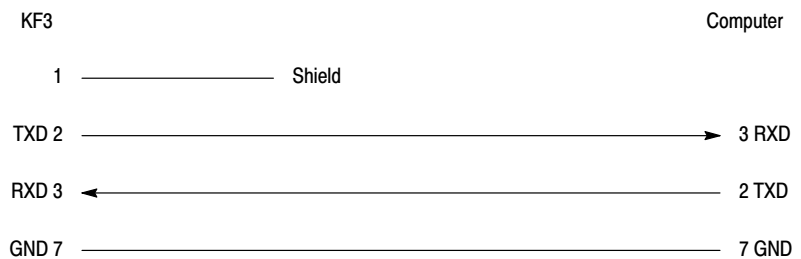 KF3 Computer
1 Shield
TXD 2 3 RXD
RXD 3 2 TXD
GND 7 7 GND